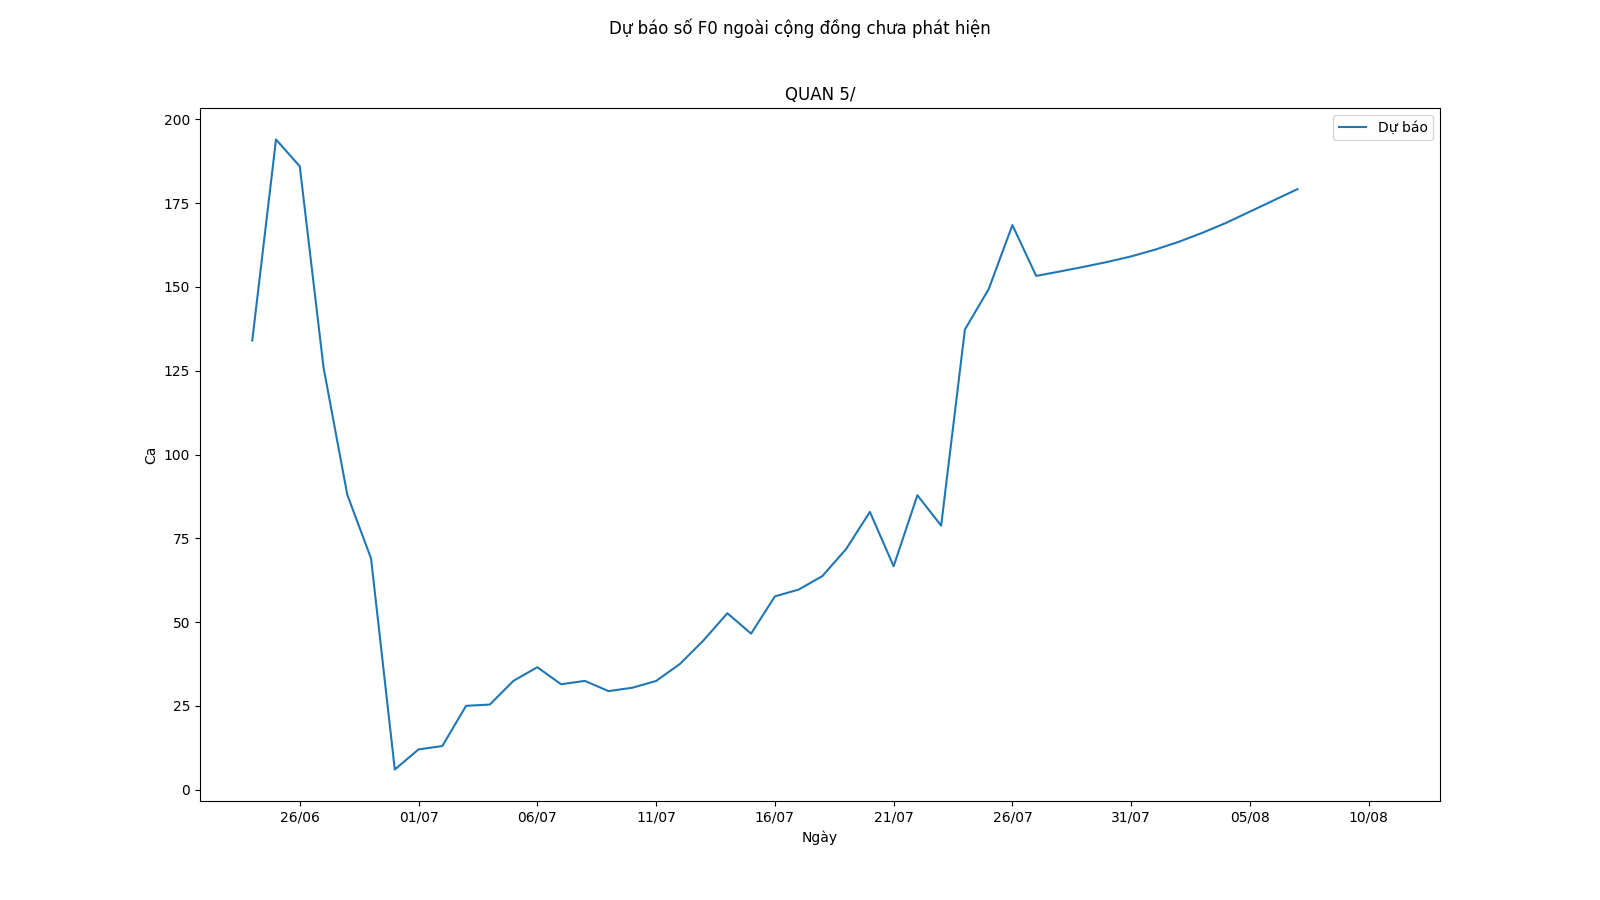 Dự báo số F0 ngoài cộng đồng chưa phát hiện
QUAN 5/
Dự báo
200
175
150
125
100
75
50
25
0
Ca
26/06 01/07 06/07 11/07 16/07 21/07 26/07 31/07 05/08 10/08
Ngày